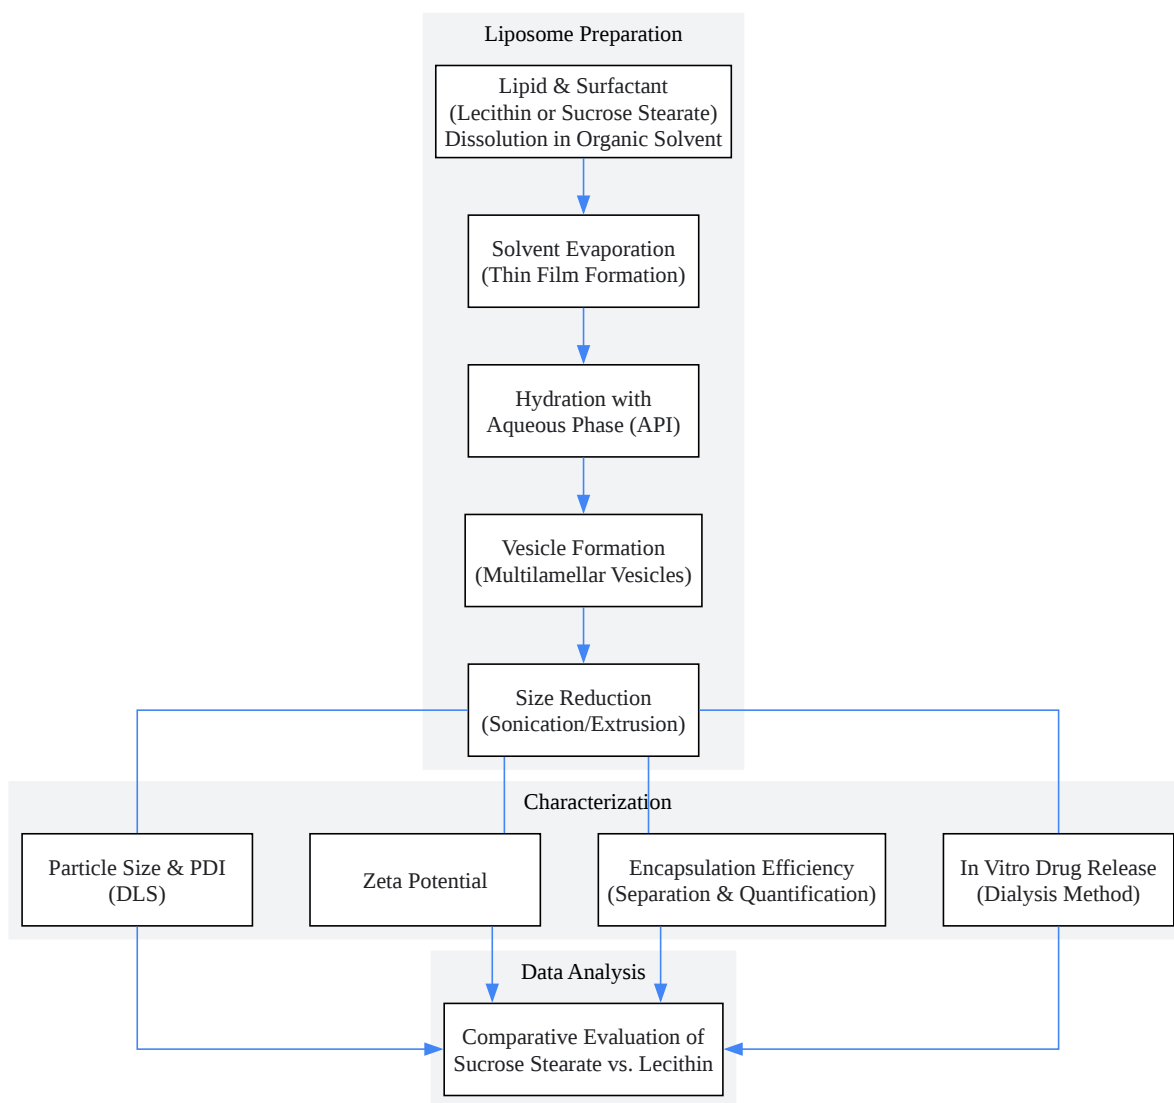 Liposome Preparation
Lipid & Surfactant
(Lecithin or Sucrose Stearate)
Dissolution in Organic Solvent
Solvent Evaporation
(Thin Film Formation)
Hydration with
Aqueous Phase (API)
Vesicle Formation
(Multilamellar Vesicles)
Size Reduction
(Sonication/Extrusion)
Characterization
Particle Size & PDI
(DLS)
Zeta Potential
Encapsulation Efficiency
(Separation & Quantification)
In Vitro Drug Release
(Dialysis Method)
Data Analysis
Comparative Evaluation of
Sucrose Stearate vs. Lecithin